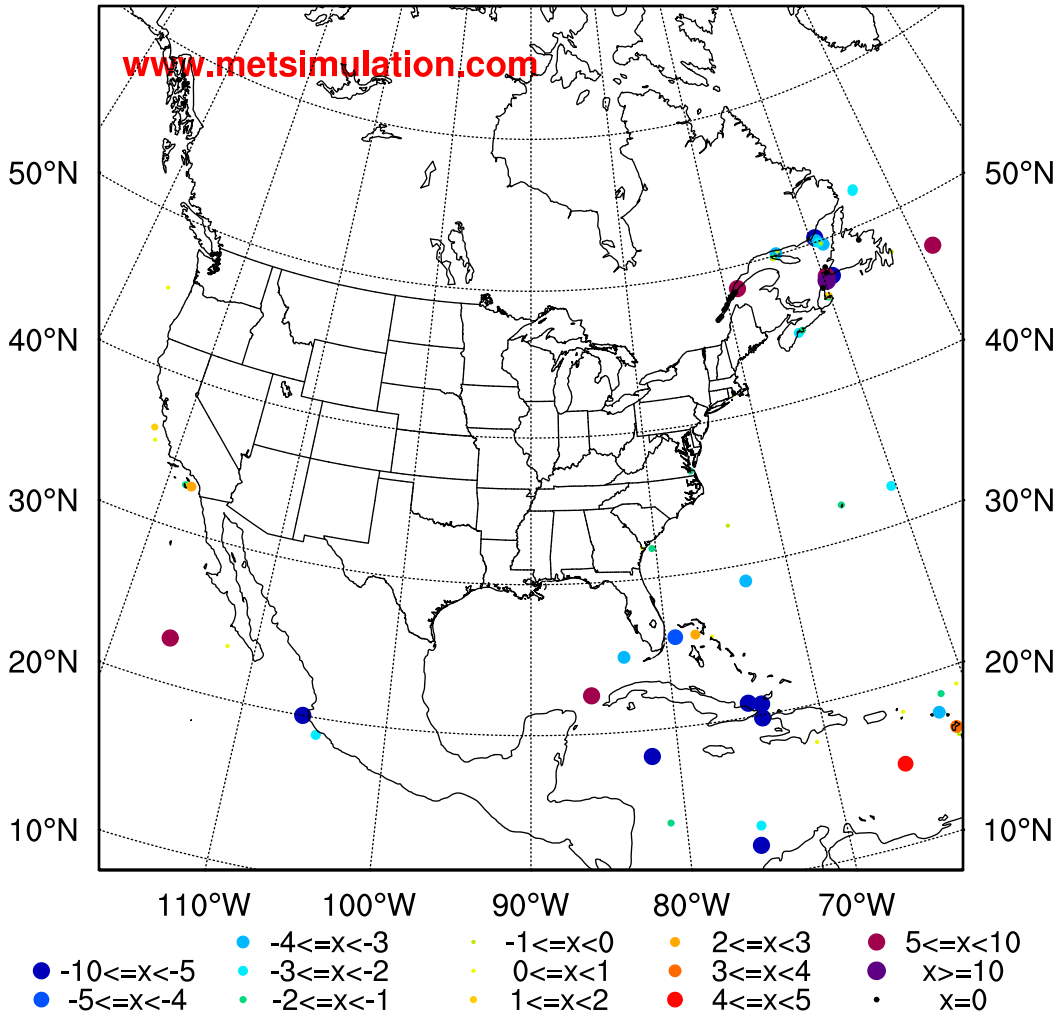 www.metsimulation.com
50°N 50°N
40°N 40°N
30°N 30°N
20°N 20°N
10°N 10°N
110°W 100°W 90°W 80°W 70°W
-4<=x<-3 -1<=x<0 2<=x<3 5<=x<10
-10<=x<-5 -3<=x<-2 0<=x<1 3<=x<4 x>=10
-5<=x<-4 -2<=x<-1 1<=x<2 4<=x<5 x=0